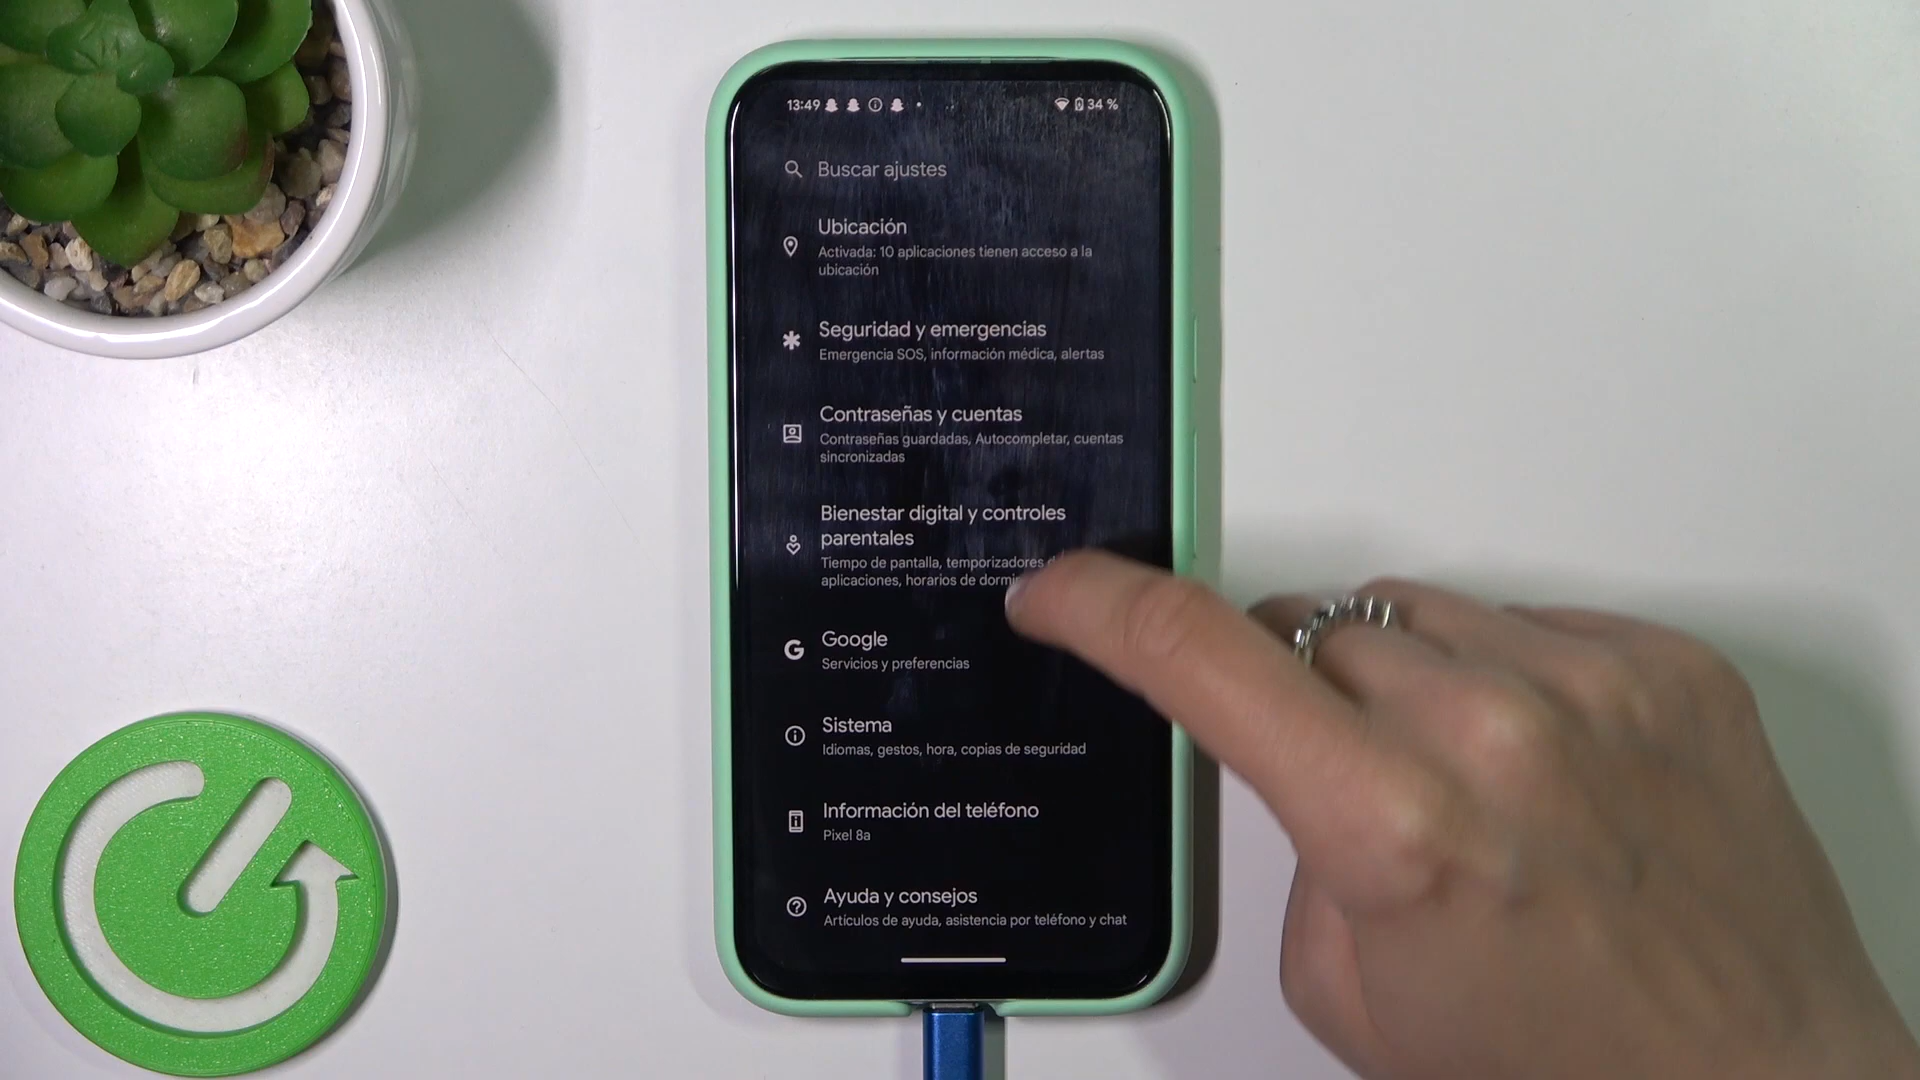 13:49
34 %
Buscar ajustes
Ubicación
Activada: 10 aplicaciones tienen acceso a la
ubicación
Seguridad y emergencias
Emergencia SOS, información médica, alertas
Contraseñas y cuentas
Contraseñas guardadas, Autocompletar, cuentas
sincronizadas
Bienestar digital y controles
parentales
Tiempo de pantalla, temporizadores
aplicaciones, horarios de
Google
Servicios y preferencias
Sistema
Idiomas, gestos, hora, copias de seguridad
Información del teléfono
Pixel 8a
Ayuda y consejos
Artículos de ayuda, asistencia por teléfono y chat